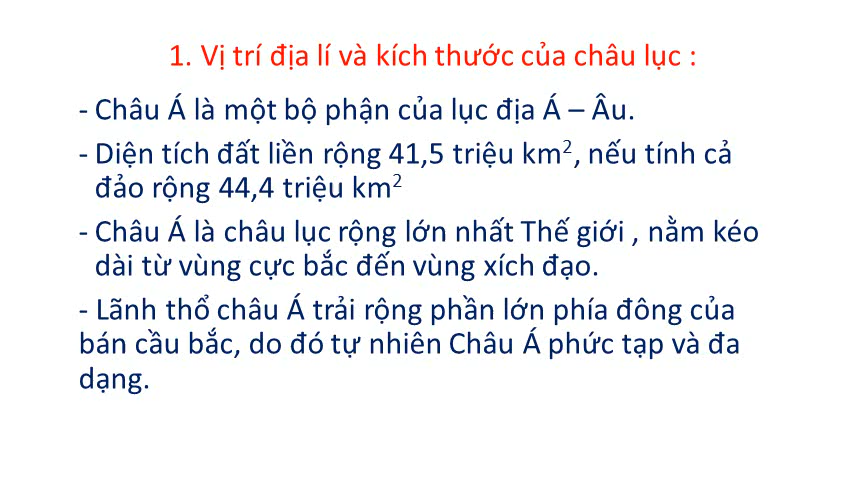 1. Vị trí địa lí và kích thước của châu lục :
- Châu Á là một bộ phận của lục địa Á – Âu.
- Diện tích đất liền rộng 41,5 triệu km², nếu tính cả
đảo rộng 44,4 triệu km²
- Châu Á là châu lục rộng lớn nhất Thế giới , nằm kéo
dài từ vùng cực bắc đến vùng xích đạo.
- Lãnh thổ châu Á trải rộng phần lớn phía đông của
bán cầu bắc, do đó tự nhiên Châu Á phức tạp và đa
dạng.